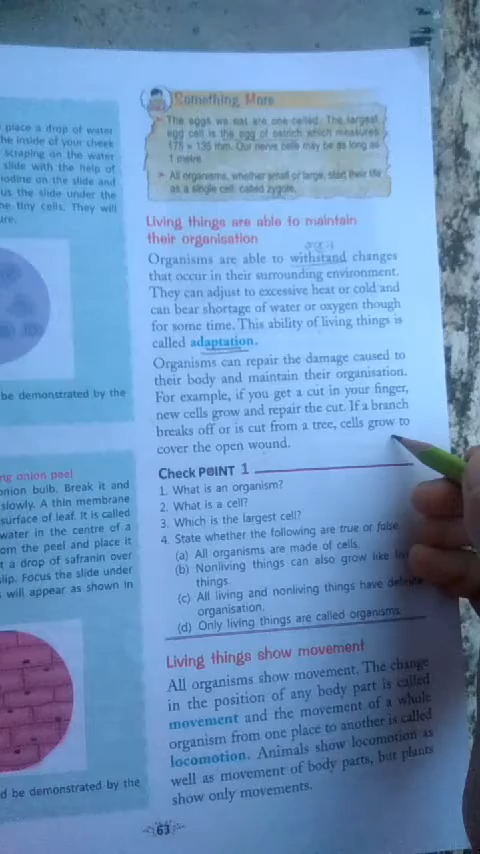 place a drop of water
he inside of your cheek
scraping on the water
slide with the help of
iodine on the slide and
us the slide under the
he tiny cells. They will
ure.
be demonstrated by the
ng onion peel
onion bulb. Break it and
slowly. A thin membrane
surface of leaf. It is called
water in the centre of a
om the peel and place it
t a drop of safranin over
slip. Focus the slide under
will appear as shown in
d be demonstrated by the
Something More
The eggs we eat are one-celled. The largest
egg cell is the egg of ostrich which measures
175 × 135 mm. Our nerve cells may be as long as
1 metre.
➤ All organisms, whether small or large, start their life
as a single cell, called zygote.
Living things are able to maintain
their organisation
Organisms are able to withstand changes
that occur in their surrounding environment.
They can adjust to excessive heat or cold and
can bear shortage of water or oxygen though
for some time. This ability of living things is
called adaptation.
Organisms can repair the damage caused to
their body and maintain their organisation.
For example, if you get a cut in your finger,
new cells grow and repair the cut. If a branch
breaks off or is cut from a tree, cells grow to
cover the open wound.
Check POINT 1
1. What is an organism?
2. What is a cell?
3. Which is the largest cell?
4. State whether the following are true or false.
(a) All organisms are made of cells.
(b) Nonliving things can also grow like
things.
(c) All living and nonliving things have definite
organisation.
(d) Only living things are called organisms.
Living things show movement
All organisms show movement. The change
in the position of any body part is called
movement and the movement of a whole
organism from one place to another is called
locomotion. Animals show locomotion as
well as movement of body parts, but plants
show only movements.
63